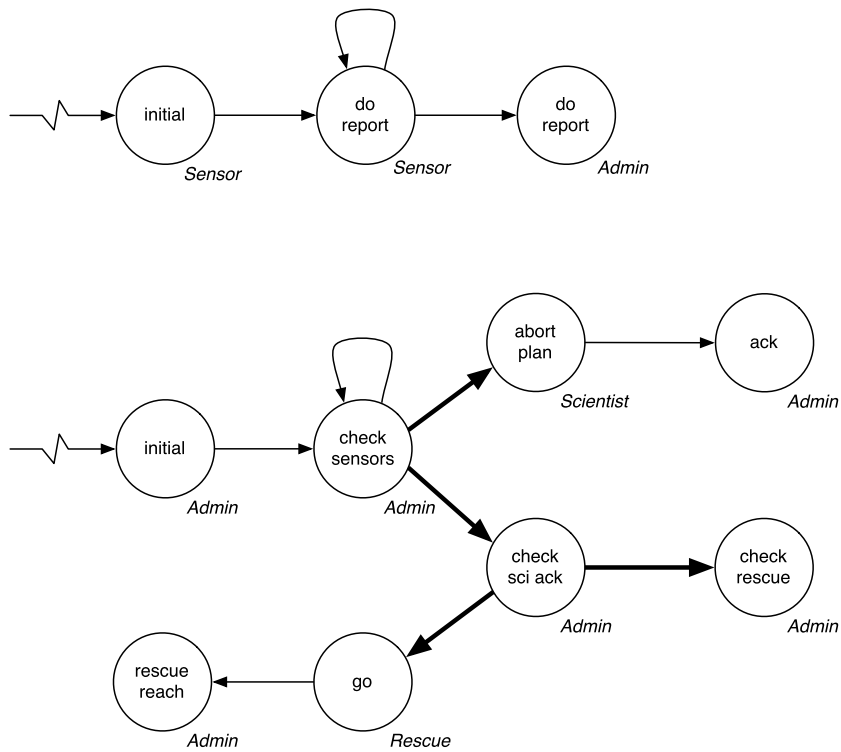 initial
Sensor
do
report
Sensor
do
report
Admin
abort
plan
Scientist
ack
Admin
initial
Admin
check
sensors
Admin
check
sci ack
Admin
check
rescue
Admin
rescue
reach
Admin
go
Rescue